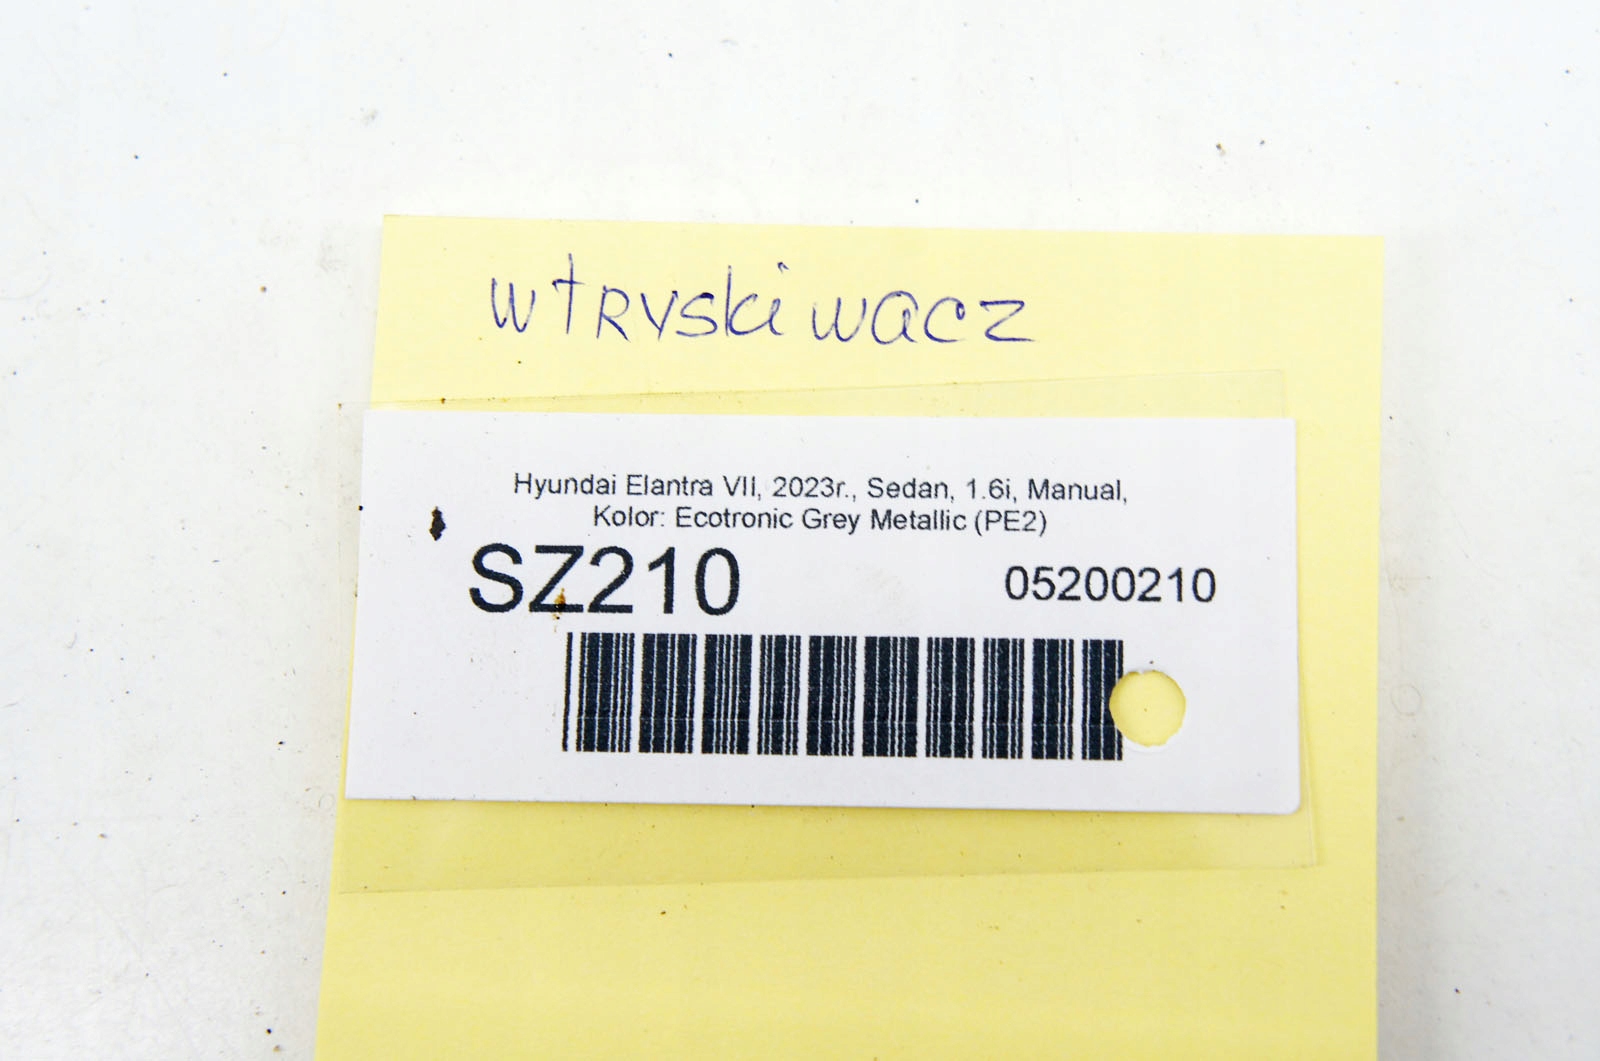 wtRyskiwacz
Hyundai Elantra VII, 2023r., Sedan, 1.6i, Manual,
Kolor: Ecotronic Grey Metallic (PE2)
SZ210 05200210